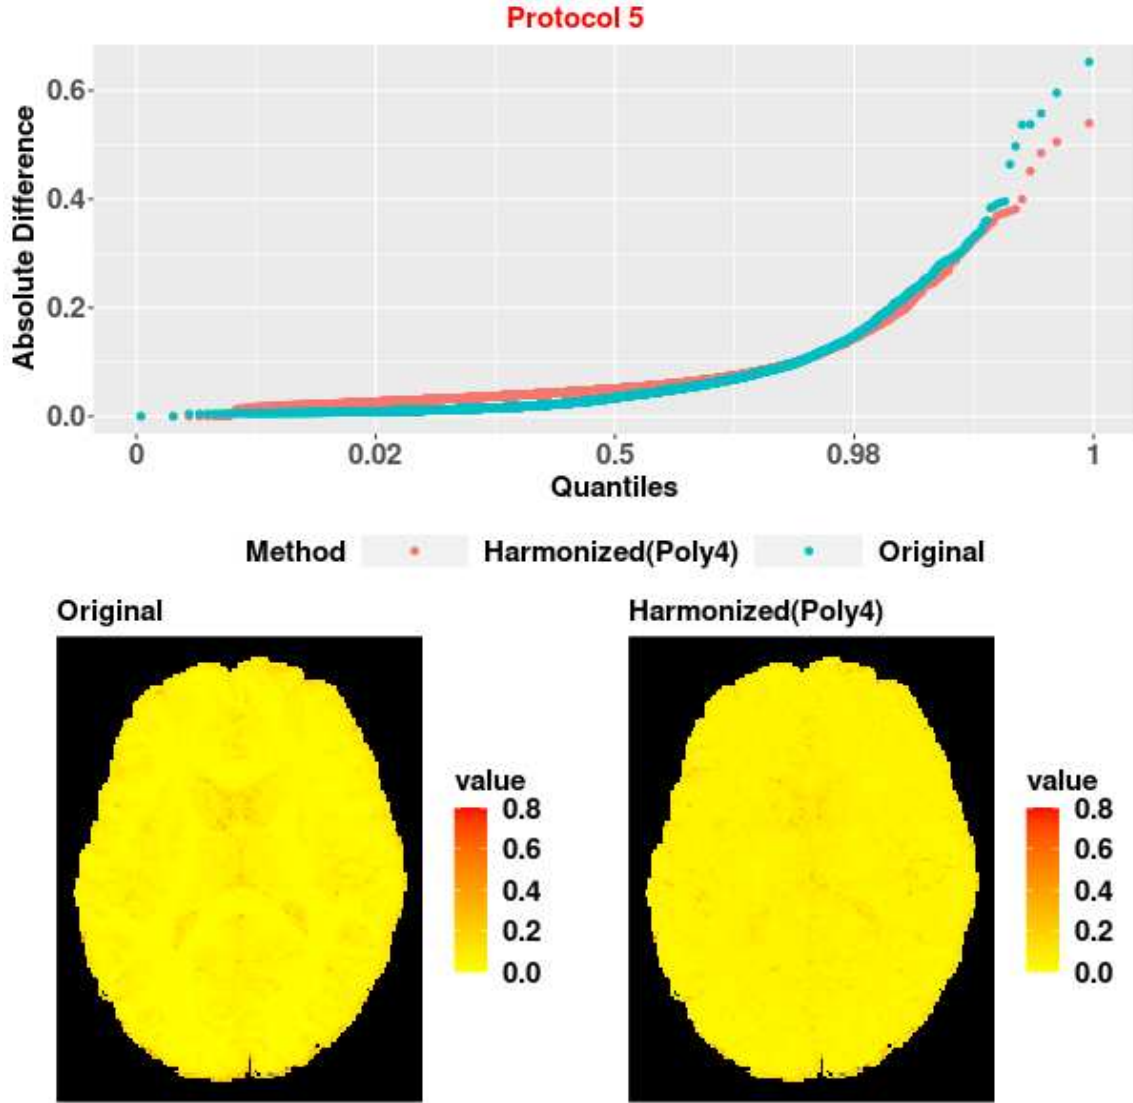 Protocol 5
Absolute Difference
0.6
0.4
0.2
0.0
0 0.02 0.5 0.98 1
Quantiles
Method Harmonized(Poly4) Original
Original Harmonized(Poly4)
value value
0.8 0.8
0.6 0.6
0.4 0.4
0.2 0.2
0.0 0.0